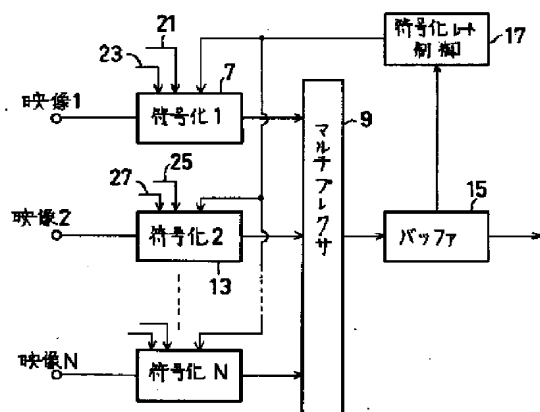 21
23
7
符号化レート
制御
17
映像1
符号化1
9
マルチプレクサ
25
27
映像2
符号化2
13
15
バッファ
映像N
符号化N